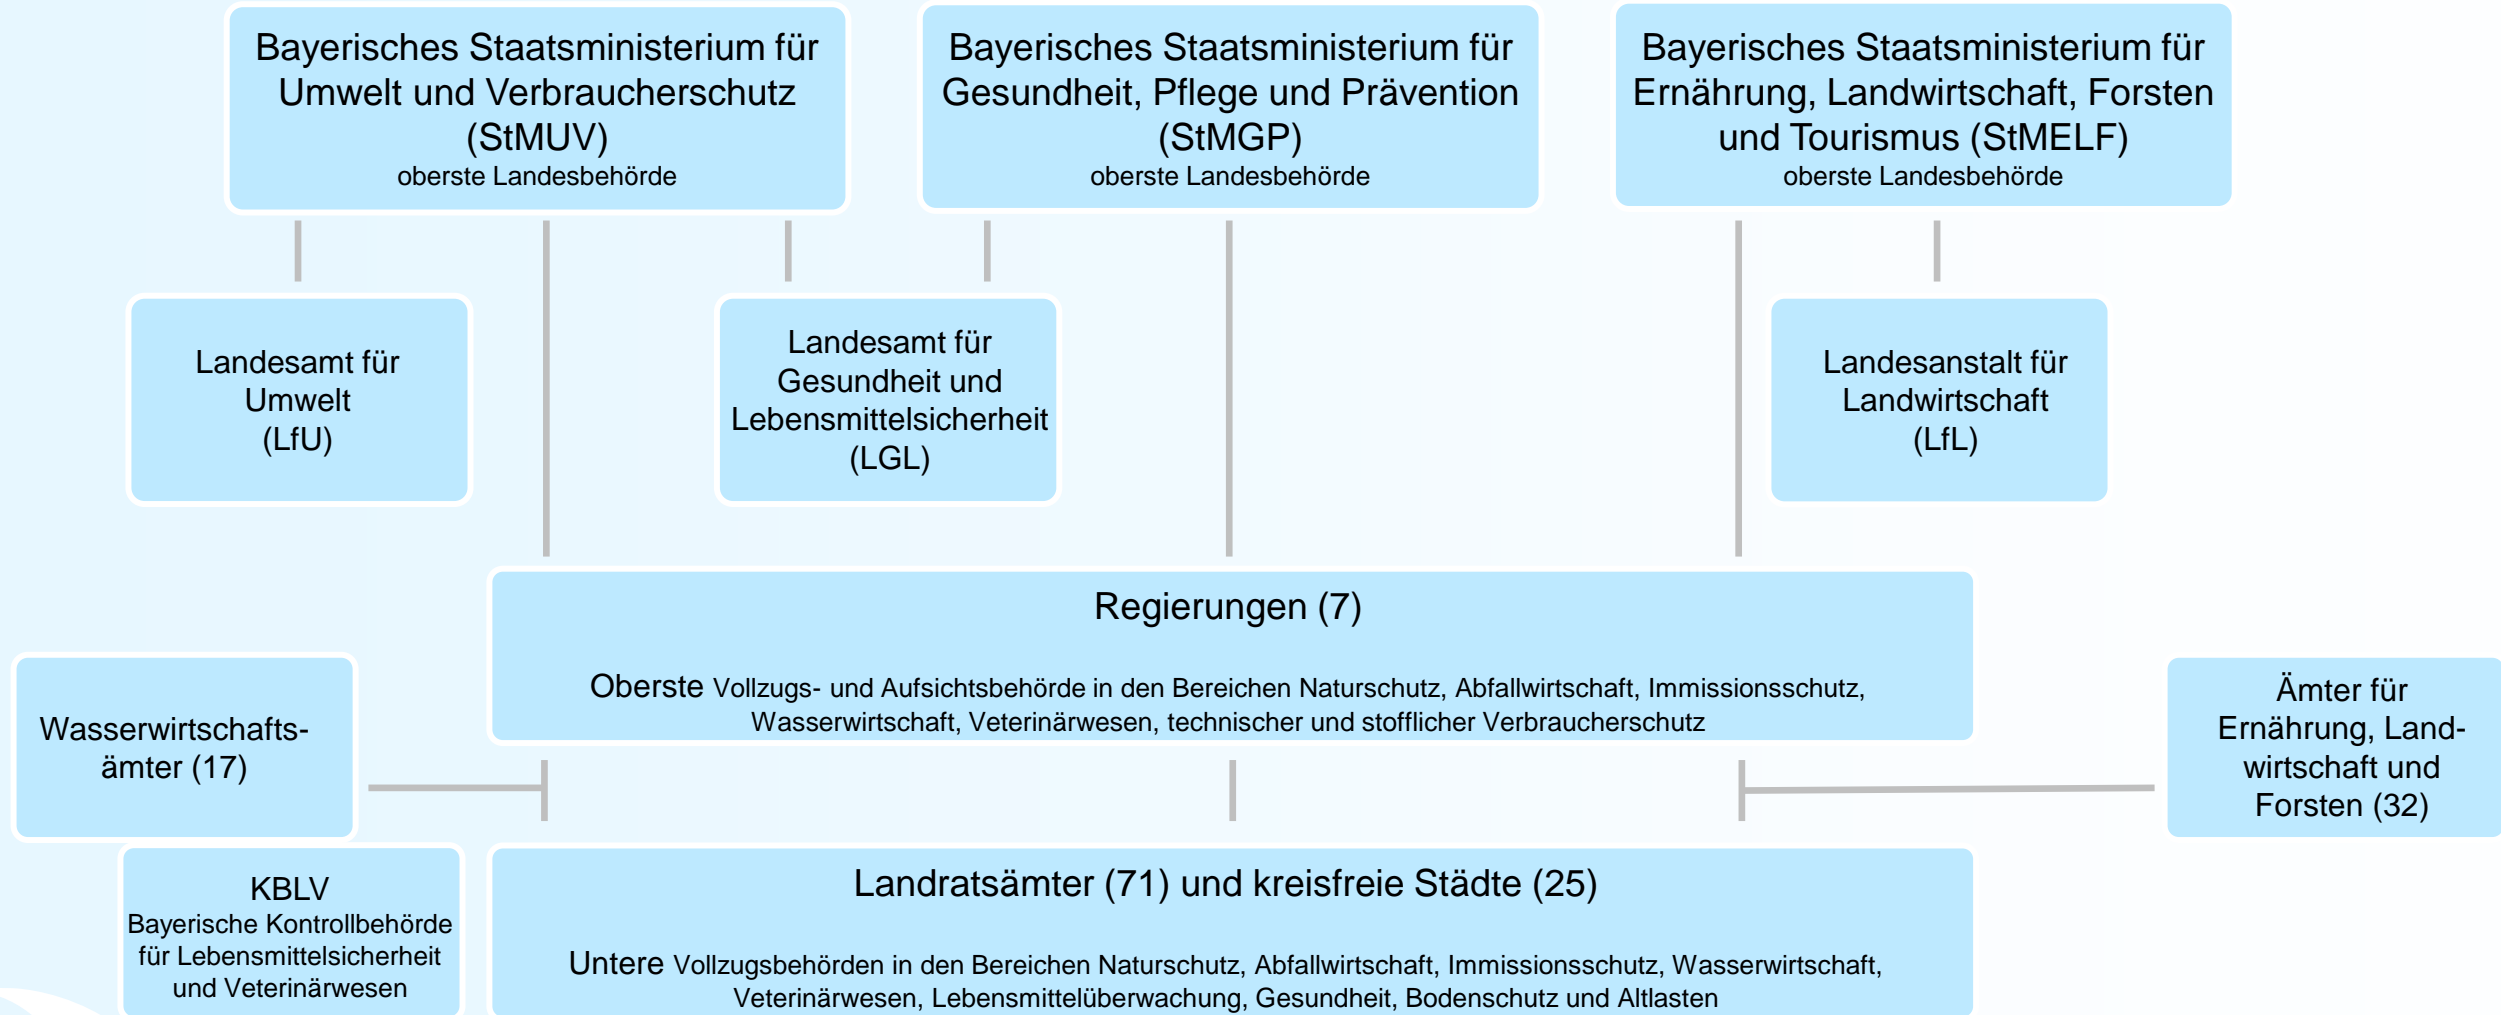 Bayerisches Staatsministerium für
Umwelt und Verbraucherschutz
(StMUV)
oberste Landesbehörde
Bayerisches Staatsministerium für
Gesundheit, Pflege und Prävention
(StMGP)
oberste Landesbehörde
Bayerisches Staatsministerium für
Ernährung, Landwirtschaft, Forsten
und Tourismus (StMELF)
oberste Landesbehörde
Landesamt für
Umwelt
(LfU)
Landesamt für
Gesundheit und
Lebensmittelsicherheit
(LGL)
Landesanstalt für
Landwirtschaft
(LfL)
Regierungen (7)
Oberste Vollzugs- und Aufsichtsbehörde in den Bereichen Naturschutz, Abfallwirtschaft, Immissionsschutz,
Wasserwirtschaft, Veterinärwesen, technischer und stofflicher Verbraucherschutz
Wasserwirtschafts-
ämter (17)
Ämter für
Ernährung, Land-
wirtschaft und
Forsten (32)
KBLV
Bayerische Kontrollbehörde
für Lebensmittelsicherheit
und Veterinärwesen
Landratsämter (71) und kreisfreie Städte (25)
Untere Vollzugsbehörden in den Bereichen Naturschutz, Abfallwirtschaft, Immissionsschutz, Wasserwirtschaft,
Veterinärwesen, Lebensmittelüberwachung, Gesundheit, Bodenschutz und Altlasten